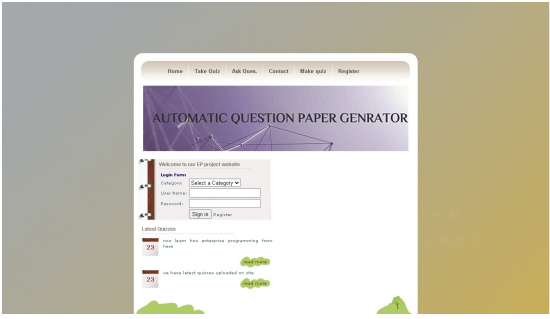 Home Take Quiz Ask Ques. Contact Make quiz Register
AUTOMATIC QUESTION PAPER GENRATOR
Welcome to our EP project website
Login Form
Category: Select a Category
User Name:
Password:
Sign in Register
Latest Quizzes
23 now learn hoo enterprise programming from
here
read more
23 we have latest quizzes uploaded on site
read more